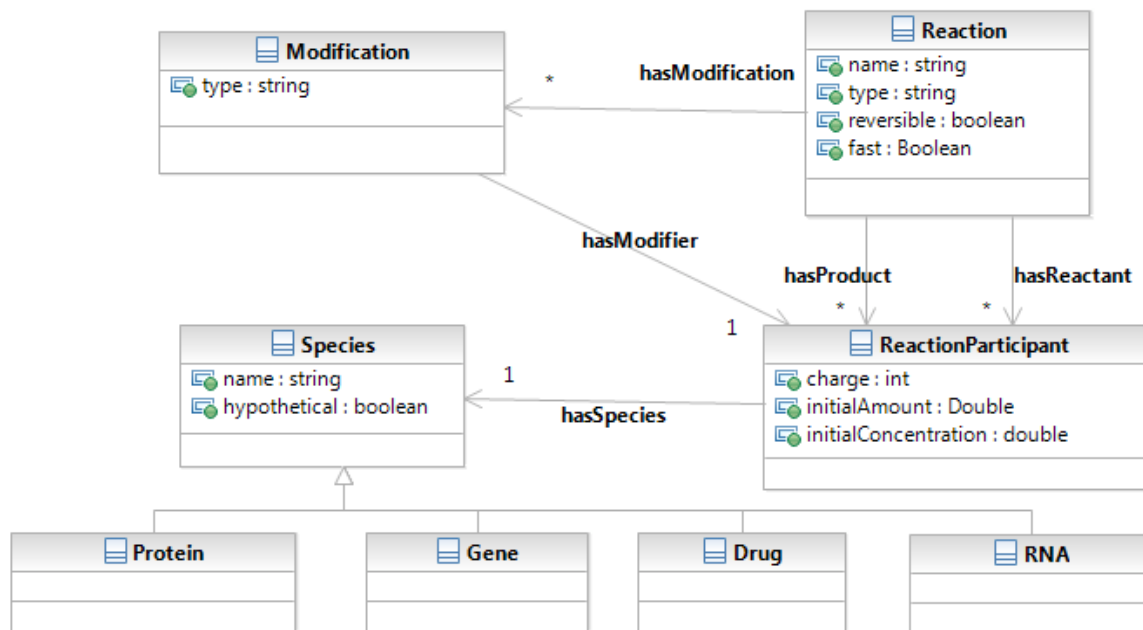 Modification
type : string
*
hasModification
Reaction
name : string
type : string
reversible : boolean
fast : Boolean
hasModifier
1
hasProduct
*
hasReactant
*
Species
name : string
hypothetical : boolean
1
hasSpecies
ReactionParticipant
charge : int
initialAmount : Double
initialConcentration : double
Protein
Gene
Drug
RNA